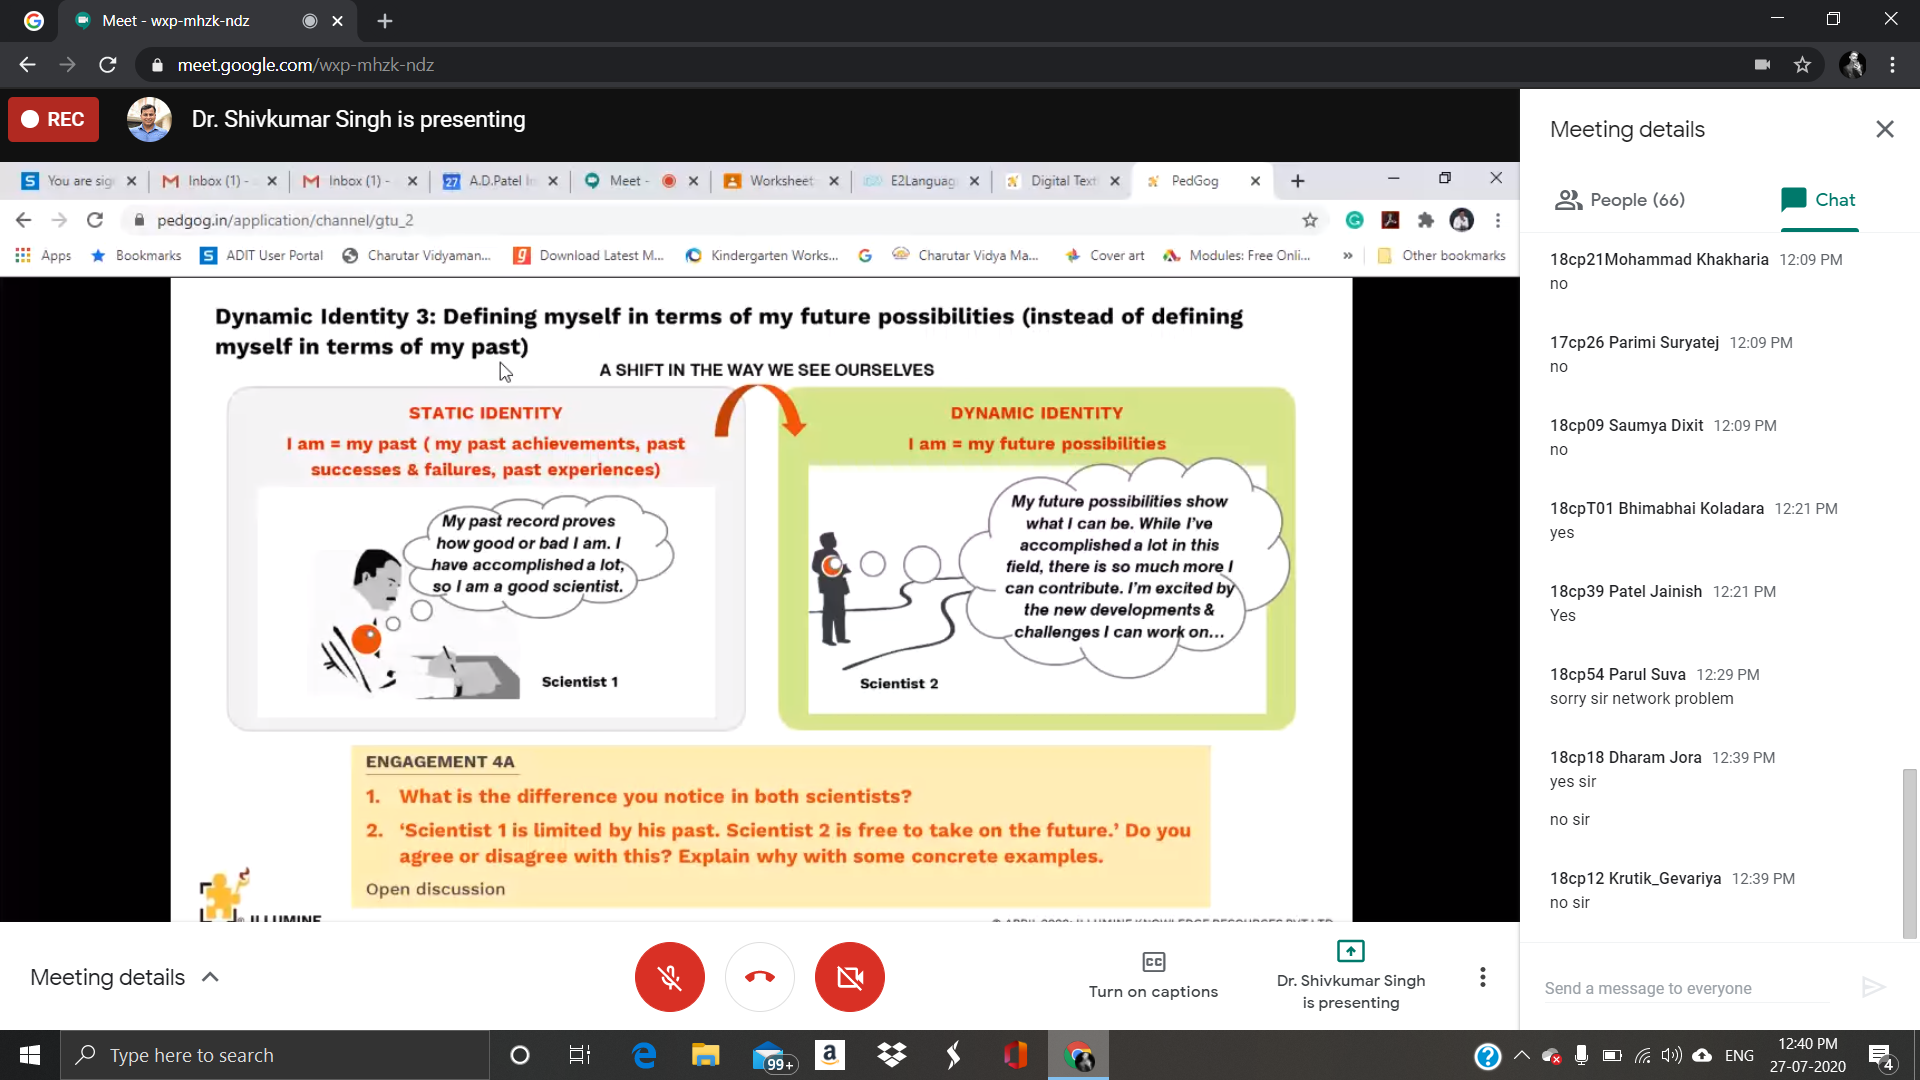 Meet - wxp-mhzk-ndz
meet.google.com/wxp-mhzk-ndz
REC
Dr. Shivkumar Singh is presenting
You are sig
Inbox (1) -
Inbox (1) -
27
A.D.Patel In
Meet -
Worksheet
E2Languag
Digital Text
PedGog
pedgog.in/application/channel/gtu_2
Apps
Bookmarks
ADIT User Portal
Charutar Vidyaman...
Download Latest M...
Kindergarten Works...
Charutar Vidya Ma...
Cover art
Modules: Free Onli...
»
Other bookmarks
Dynamic Identity 3: Defining myself in terms of my future possibilities (instead of defining
myself in terms of my past)
A SHIFT IN THE WAY WE SEE OURSELVES
STATIC IDENTITY
I am = my past ( my past achievements, past
successes & failures, past experiences)
My past record proves
how good or bad I am. I
have accomplished a lot,
so I am a good scientist.
Scientist 1
DYNAMIC IDENTITY
I am = my future possibilities
My future possibilities show
what I can be. While I've
accomplished a lot in this
field, there is so much more I
can contribute. I'm excited by
the new developments &
challenges I can work on...
Scientist 2
ENGAGEMENT 4A
1. What is the difference you notice in both scientists?
2. ‘Scientist 1 is limited by his past. Scientist 2 is free to take on the future.’ Do you
agree or disagree with this? Explain why with some concrete examples.
Open discussion
ILLUMINE
© APRIL 2020: ILLUMINE KNOWLEDGE RESOURCES PVT LTD
Meeting details
People (66)
Chat
18cp21Mohammad Khakharia 12:09 PM
no
17cp26 Parimi Suryatej 12:09 PM
no
18cp09 Saumya Dixit 12:09 PM
no
18cpT01 Bhimabhai Koladara 12:21 PM
yes
18cp39 Patel Jainish 12:21 PM
Yes
18cp54 Parul Suva 12:29 PM
sorry sir network problem
18cp18 Dharam Jora 12:39 PM
yes sir
no sir
18cp12 Krutik_Gevariya 12:39 PM
no sir
Send a message to everyone
Meeting details
CC
Turn on captions
Dr. Shivkumar Singh
is presenting
Type here to search
99+
ENG
12:40 PM
27-07-2020
4